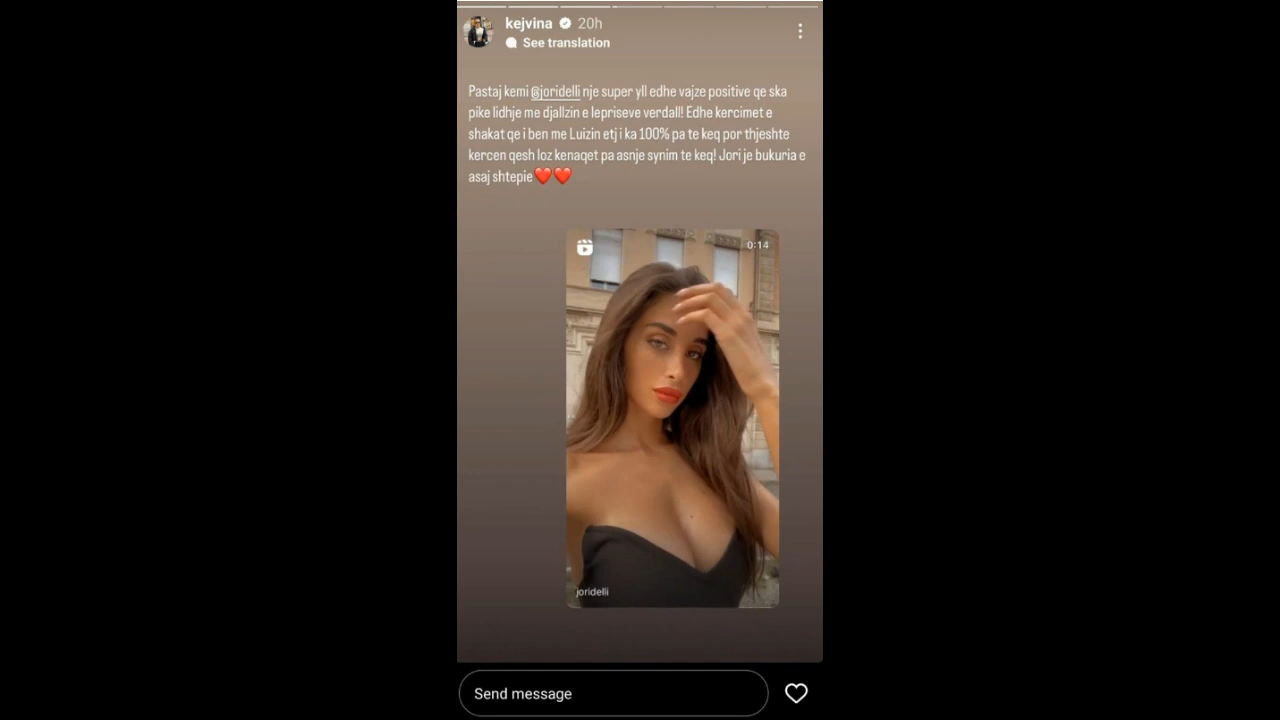 kejvina 20h
See translation
Pastaj kemi @joridelli nje super yll edhe vajze positive qe ska
pike lidhje me djallzin e lepriseve verdall! Edhe kercimet e
shakat qe i ben me Luizin etj i ka 100% pa te keq por thjeshte
kercen qesh loz kenaqet pa asnje synim te keq! Jori je bukuria e
asaj shtepie❤️❤️
0:14
joridelli
Send message